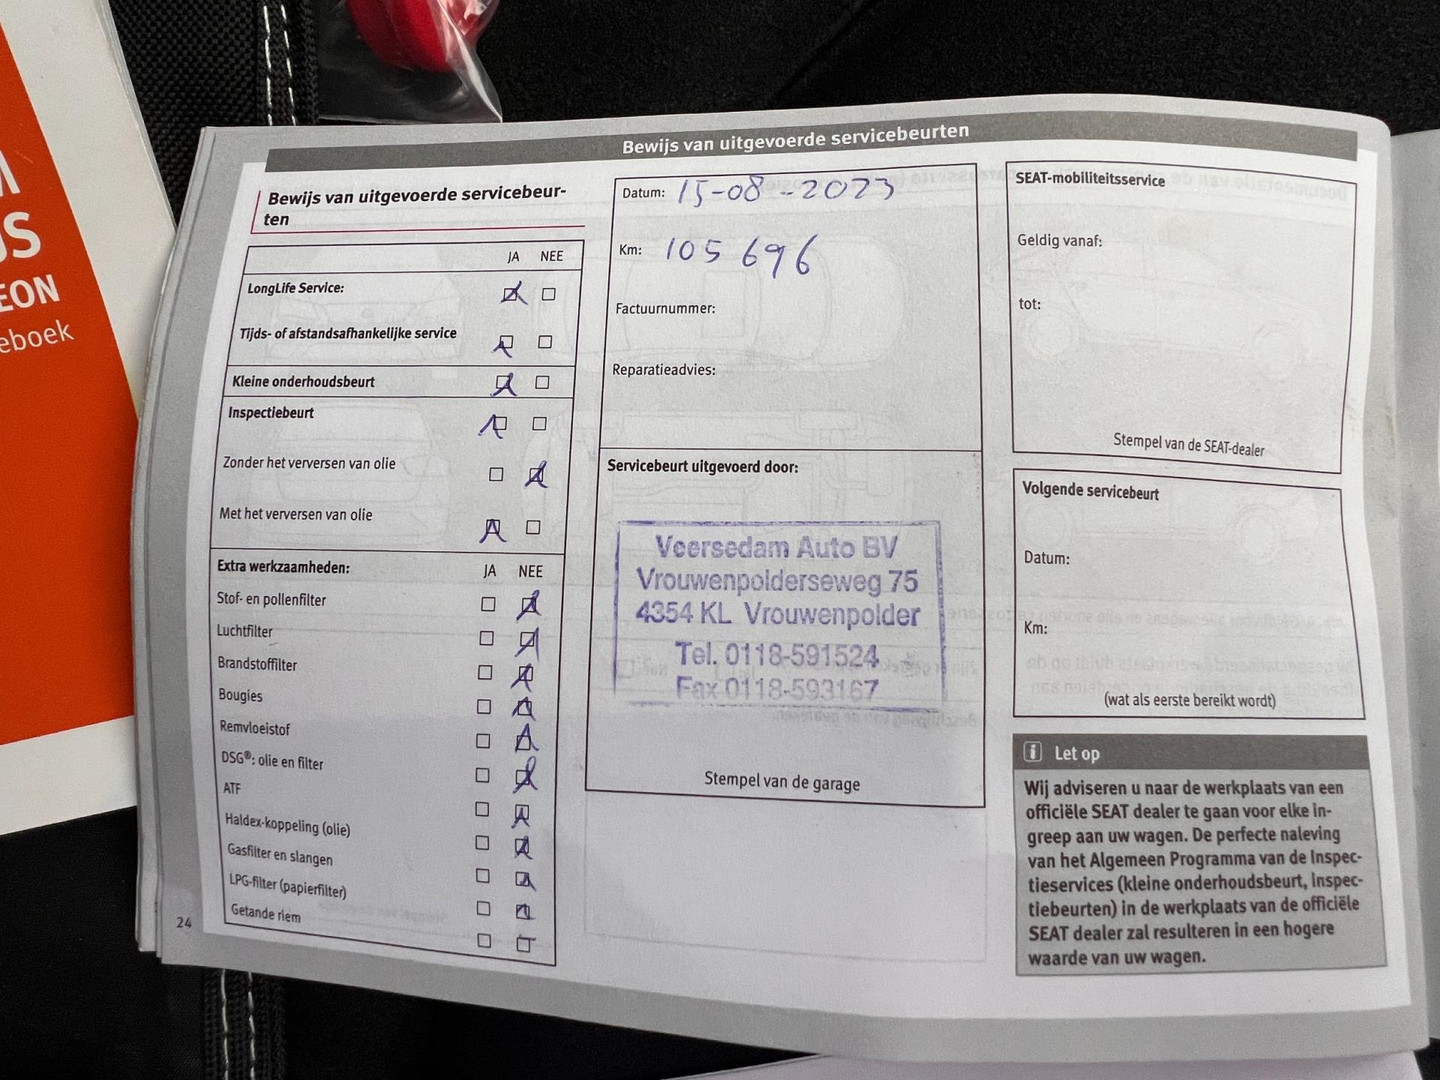 M
US
EON
eboek
Bewijs van uitgevoerde servicebeurten
Bewijs van uitgevoerde servicebeur-
ten
JA NEE
LongLife Service:
Tijds- of afstandsafhankelijke service
Kleine onderhoudsbeurt
Inspectiebeurt
Zonder het verversen van olie
Met het verversen van olie
Extra werkzaamheden: JA NEE
Stof- en pollenfilter
Luchtfilter
Brandstoffilter
Bougies
Remvloeistof
DSG®: olie en filter
ATF
Haldex-koppeling (olie)
Gasfilter en slangen
LPG-filter (papierfilter)
Getande riem
24
Datum: 15-08-2023
Km: 105 696
Factuurnummer:
Reparatieadvies:
Servicebeurt uitgevoerd door:
Veersedam Auto BV
Vrouwenpolderseweg 75
4354 KL Vrouwenpolder
Tel. 0118-591524
Fax 0118-593167
Stempel van de garage
SEAT-mobiliteitsservice
Geldig vanaf:
tot:
Stempel van de SEAT-dealer
Volgende servicebeurt
Datum:
Km:
(wat als eerste bereikt wordt)
i Let op
Wij adviseren u naar de werkplaats van een
officiële SEAT dealer te gaan voor elke in-
greep aan uw wagen. De perfecte naleving
van het Algemeen Programma van de Inspec-
tieservices (kleine onderhoudsbeurt, Inspec-
tiebeurten) in de werkplaats van de officiële
SEAT dealer zal resulteren in een hogere
waarde van uw wagen.